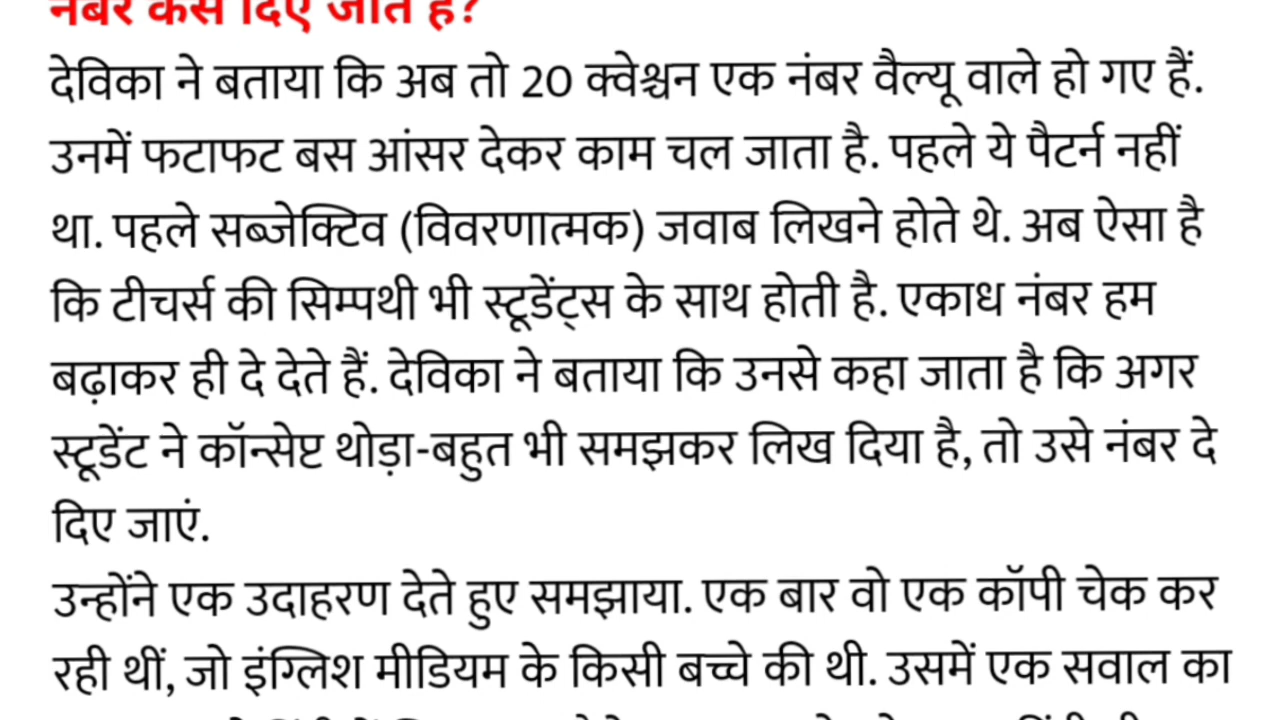 नंबर कैसे दिए जाते हैं?
देविका ने बताया कि अब तो 20 क्वेश्चन एक नंबर वैल्यू वाले हो गए हैं.
उनमें फटाफट बस आंसर देकर काम चल जाता है. पहले ये पैटर्न नहीं
था. पहले सब्जेक्टिव (विवरणात्मक) जवाब लिखने होते थे. अब ऐसा है
कि टीचर्स की सिम्पथी भी स्टूडेंट्स के साथ होती है. एकाध नंबर हम
बढ़ाकर ही दे देते हैं. देविका ने बताया कि उनसे कहा जाता है कि अगर
स्टूडेंट ने कॉन्सेप्ट थोड़ा-बहुत भी समझकर लिख दिया है, तो उसे नंबर दे
दिए जाएं.
उन्होंने एक उदाहरण देते हुए समझाया. एक बार वो एक कॉपी चेक कर
रही थीं, जो इंग्लिश मीडियम के किसी बच्चे की थी. उसमें एक सवाल का